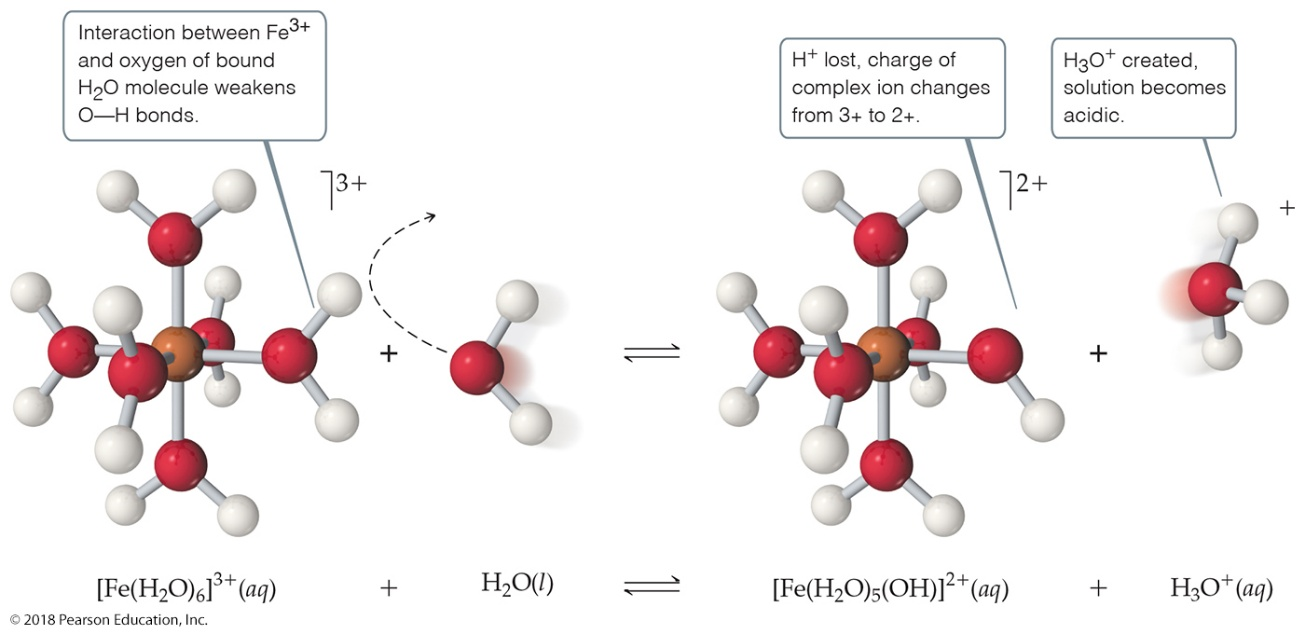 Interaction between Fe³⁺
and oxygen of bound
H₂O molecule weakens
O—H bonds.
H⁺ lost, charge of
complex ion changes
from 3+ to 2+.
H₃O⁺ created,
solution becomes
acidic.
]3+
]2+
+
+
+
[Fe(H₂O)₆]³⁺(aq) + H₂O(l) ⇌ [Fe(H₂O)₅(OH)]²⁺(aq) + H₃O⁺(aq)
© 2018 Pearson Education, Inc.